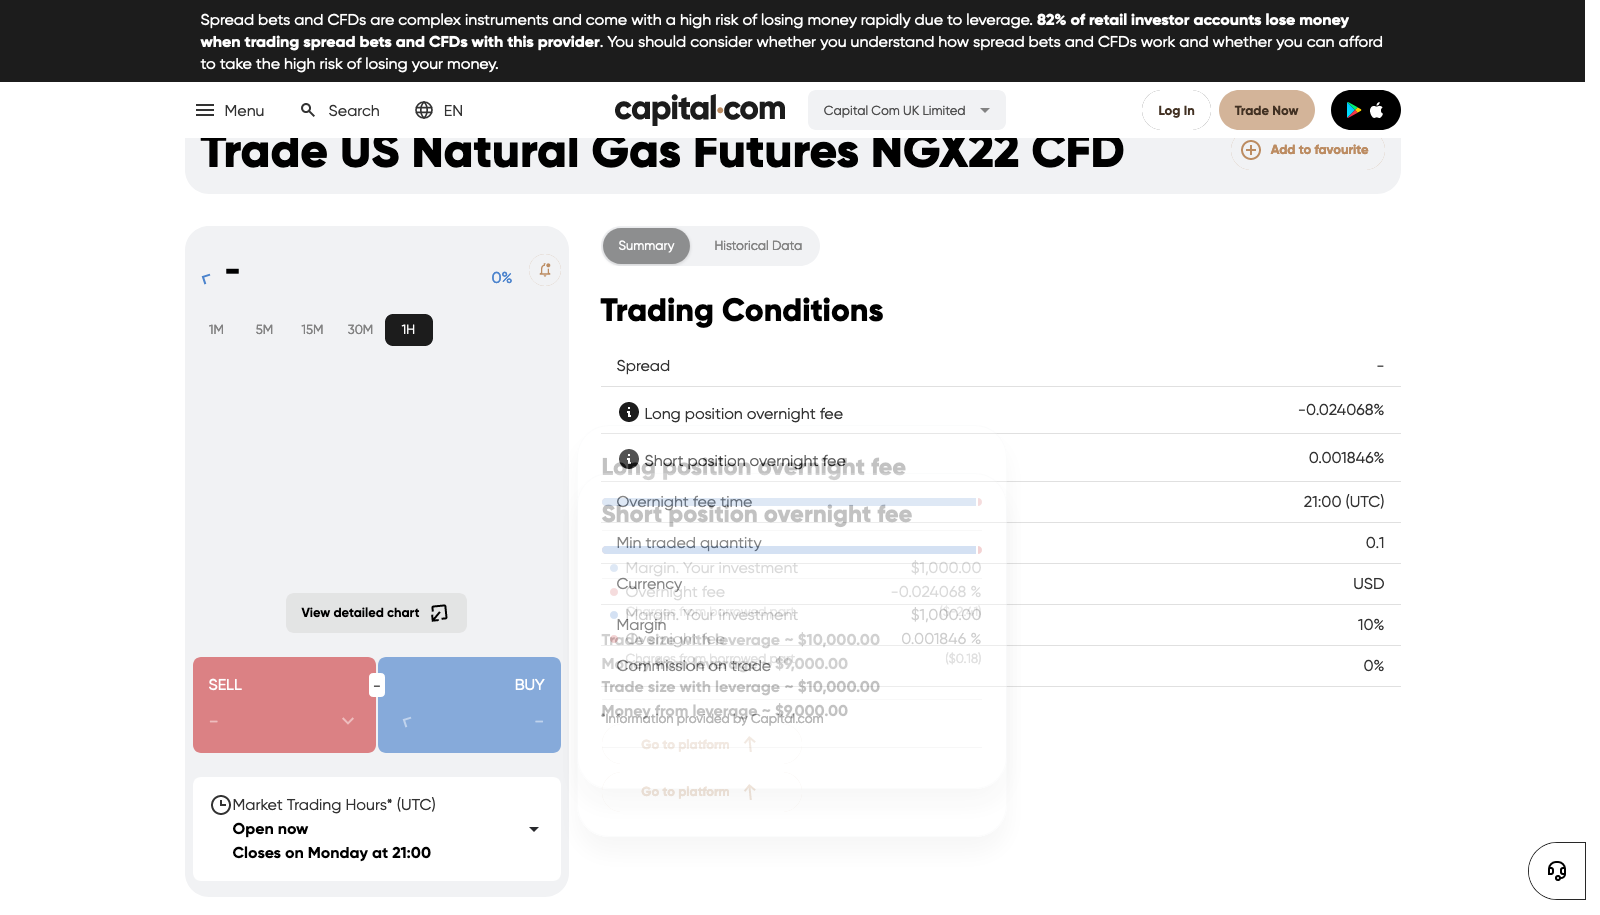 Spread bets and CFDs are complex instruments and come with a high risk of losing money rapidly due to leverage. 82% of retail investor accounts lose money
when trading spread bets and CFDs with this provider. You should consider whether you understand how spread bets and CFDs work and whether you can afford
to take the high risk of losing your money.
Menu Search EN capital.com Capital Com UK Limited Log In Trade Now
Trade US Natural Gas Futures NGX22 CFD
Add to favourite
- 0%
1M 5M 15M 30M 1H
View detailed chart
SELL - BUY
- -
Market Trading Hours* (UTC)
Open now
Closes on Monday at 21:00
Summary Historical Data
Trading Conditions
Spread -
Long position overnight fee -0.024068%
Short position overnight fee 0.001846%
Overnight fee time 21:00 (UTC)
Min traded quantity 0.1
Currency USD
Margin 10%
Commission on trade 0%
*Information provided by Capital.com
Long position overnight fee
Margin. Your investment $1,000.00
Overnight fee -0.024068 %
Charges from borrowed part
Trade size with leverage ~ $10,000.00
Money from leverage ~ $9,000.00
Go to platform
Short position overnight fee
Margin. Your investment $1,000.00
Overnight fee 0.001846 %
Charges from borrowed part ($0.18)
Trade size with leverage ~ $10,000.00
Money from leverage ~ $9,000.00
Go to platform